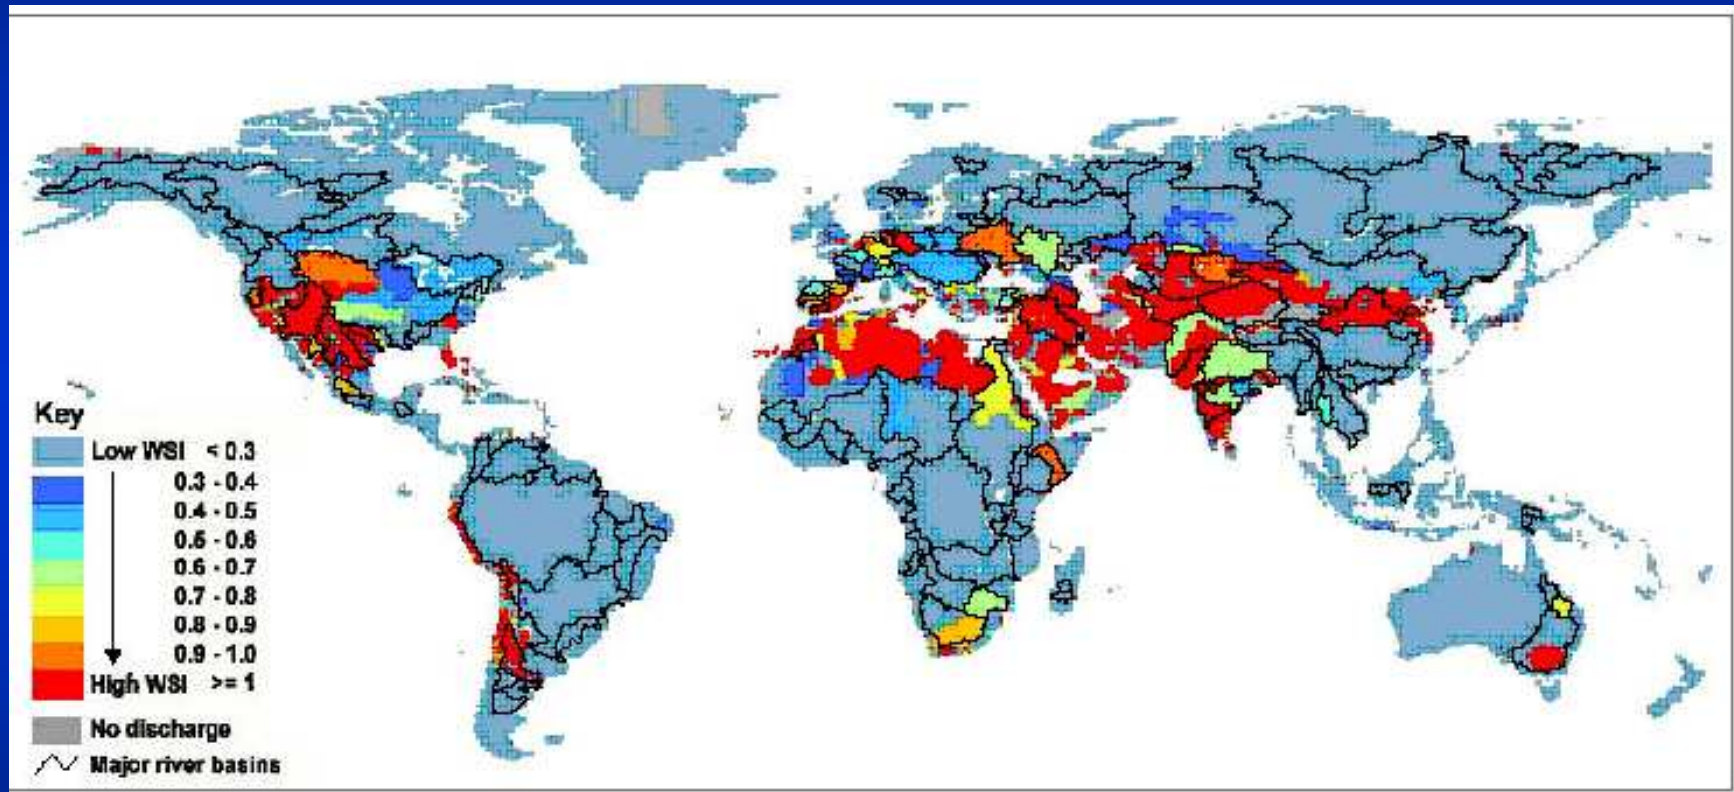 Key
Low WSI < 0.3
0.3 - 0.4
0.4 - 0.5
0.5 - 0.6
0.6 - 0.7
0.7 - 0.8
0.8 - 0.9
0.9 - 1.0
High WSI >= 1
No discharge
Major river basins